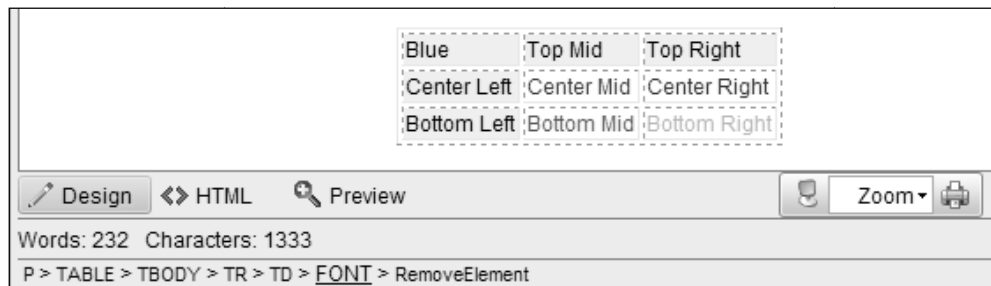 Blue Top Mid Top Right
Center Left Center Mid Center Right
Bottom Left Bottom Mid Bottom Right
Design HTML Preview Zoom
Words: 232 Characters: 1333
P > TABLE > TBODY > TR > TD > FONT > RemoveElement